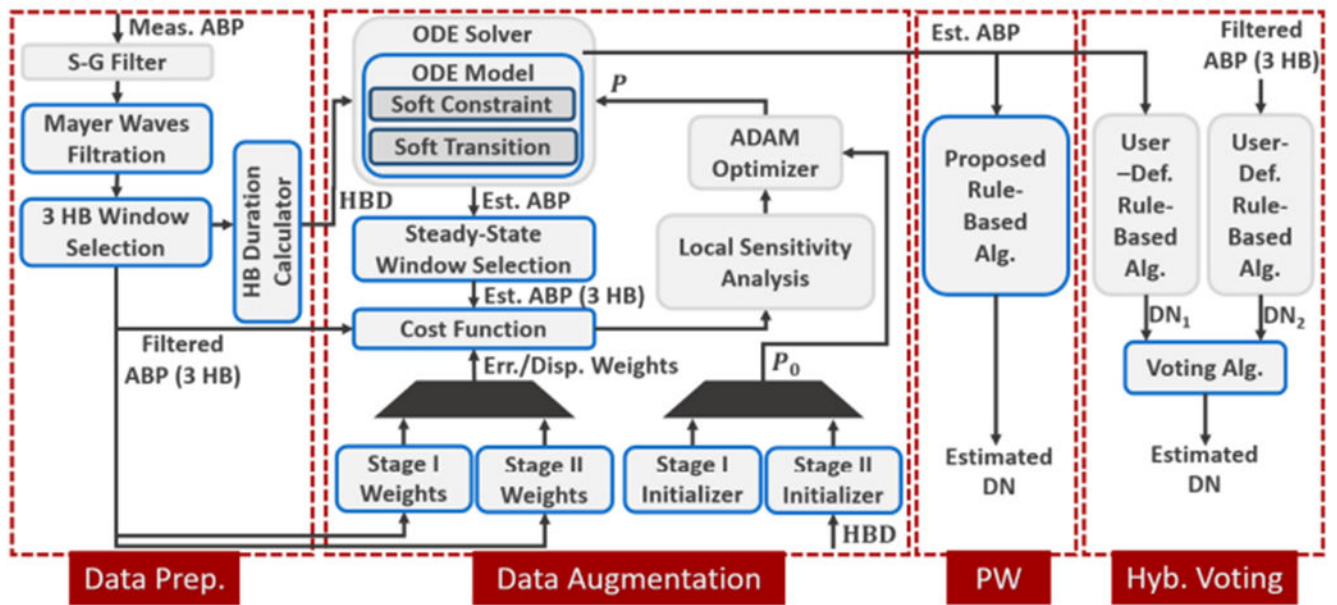 Meas. ABP
S-G Filter
Mayer Waves
Filtration
3 HB Window
Selection
HB Duration
Calculator
HBD
Filtered
ABP (3 HB)
Data Prep.
ODE Solver
ODE Model
Soft Constraint
Soft Transition
P
ADAM
Optimizer
Est. ABP
Steady-State
Window Selection
Est. ABP (3 HB)
Cost Function
Local Sensitivity
Analysis
Err./Disp. Weights
P₀
Stage I
Weights
Stage II
Weights
Stage I
Initializer
Stage II
Initializer
HBD
Data Augmentation
Est. ABP
Proposed
Rule-
Based
Alg.
Estimated
DN
PW
Filtered
ABP (3 HB)
User
–Def.
Rule-
Based
Alg.
User-
Def.
Rule-
Based
Alg.
DN₁
DN₂
Voting Alg.
Estimated
DN
Hyb. Voting